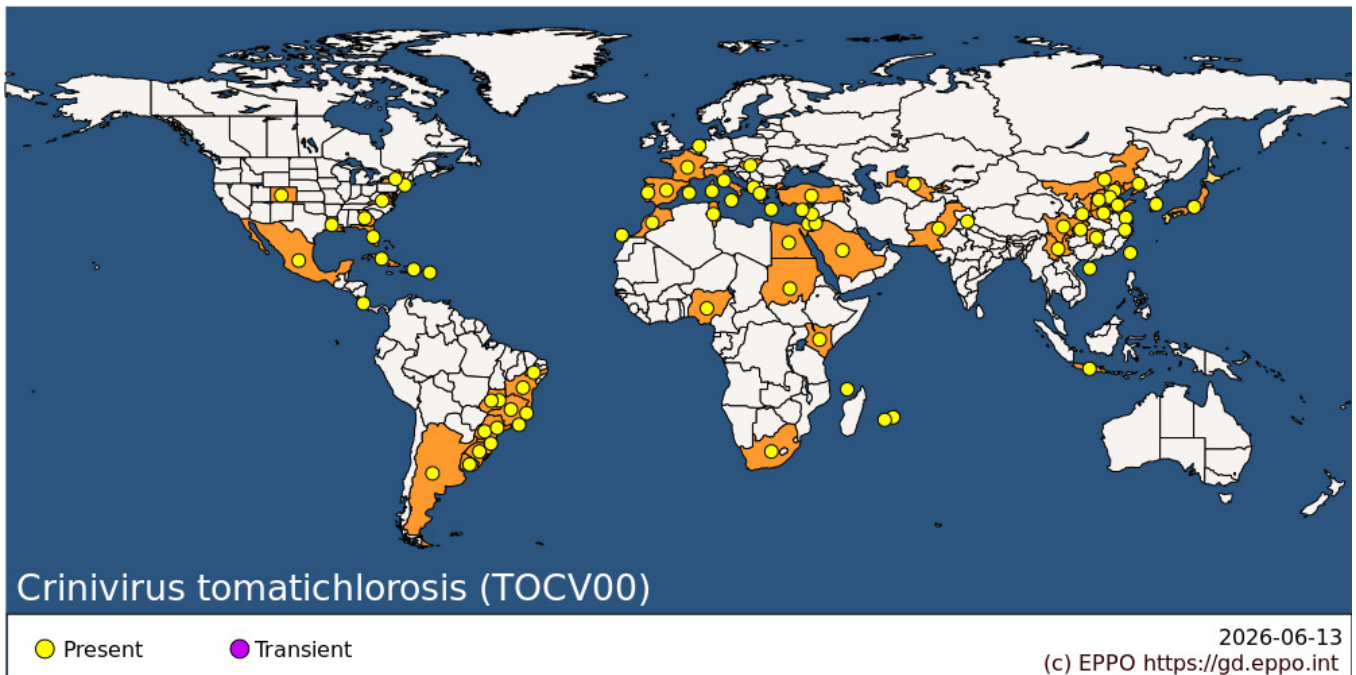 Crinivirus tomatichlorosis (TOCV00)
Present
Transient
2026-06-13
(c) EPPO https://gd.eppo.int